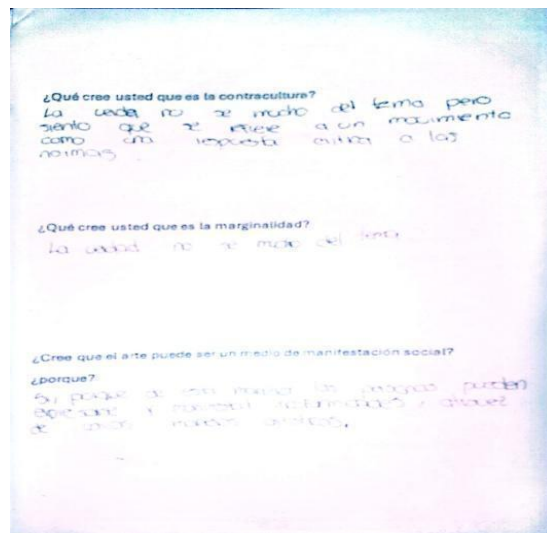 ¿Qué cree usted que es la contracultura?
La verdad no se mucho del tema pero
siento que se refiere a un movimiento
como una respuesta critica a las
normas
¿Qué cree usted que es la marginalidad?
La verdad no se mucho del tema
¿Cree que el arte puede ser un medio de manifestación social?
¿porque?
Si, porque de esta manera las personas pueden
expresarse y manifestar inconformidades atravez
de